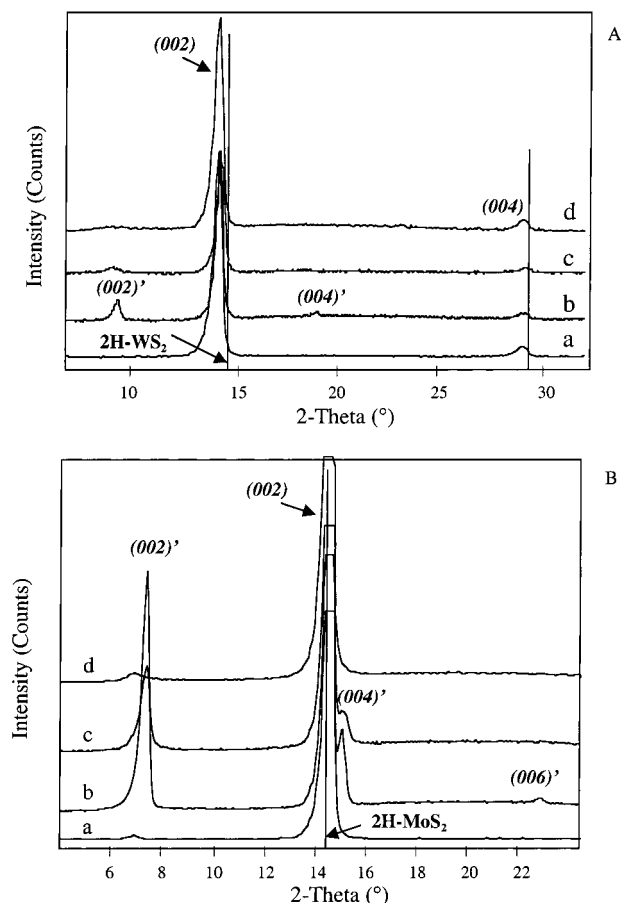 A
(002)
Intensity (Counts)
(004)
d
c
(002)’
(004)’
b
2H-WS₂
a
10 15 20 25 30
2-Theta (°)
B
(002)
(002)’
Intensity (Counts)
d
(004)’
c
(006)’
b
2H-MoS₂
a
6 8 10 12 14 16 18 20 22
2-Theta (°)